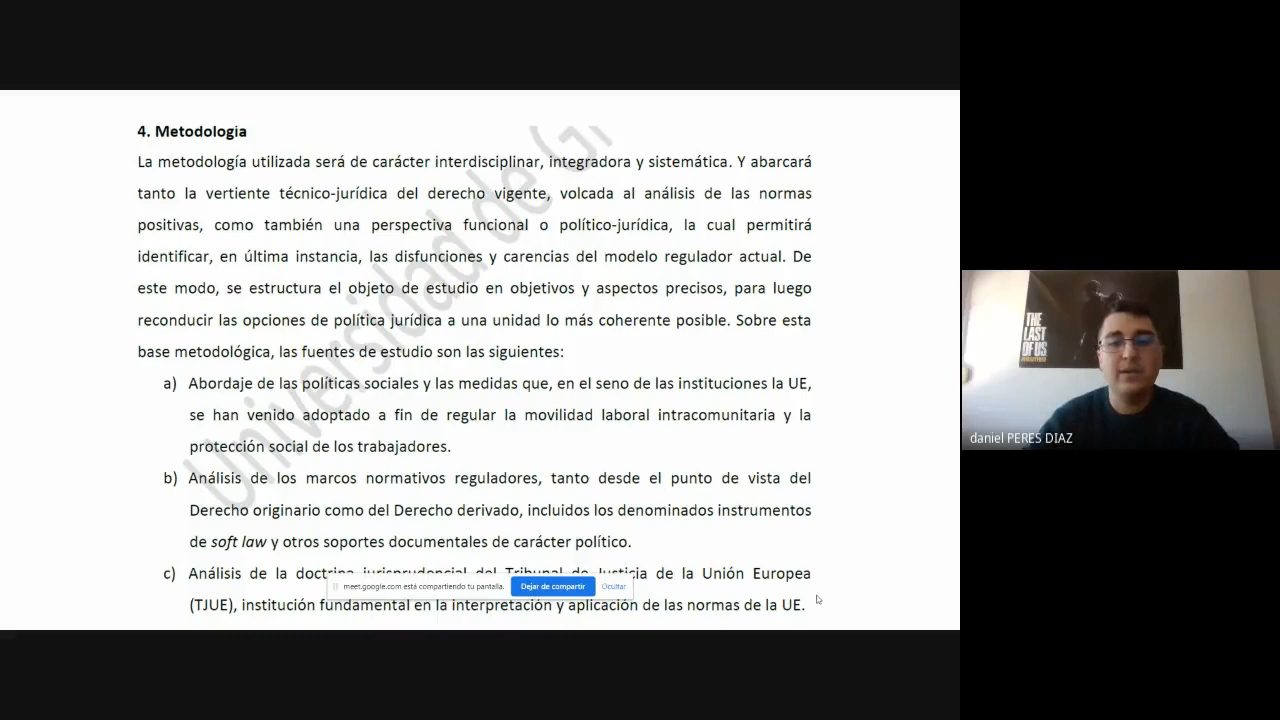 4. Metodologia
La metodología utilizada será de carácter interdisciplinar, integradora y sistemática. Y abarcará
tanto la vertiente técnico-jurídica del derecho vigente, volcada al análisis de las normas
positivas, como también una perspectiva funcional o político-jurídica, la cual permitirá
identificar, en última instancia, las disfunciones y carencias del modelo regulador actual. De
este modo, se estructura el objeto de estudio en objetivos y aspectos precisos, para luego
reconducir las opciones de política jurídica a una unidad lo más coherente posible. Sobre esta
base metodológica, las fuentes de estudio son las siguientes:
a) Abordaje de las políticas sociales y las medidas que, en el seno de las instituciones la UE,
se han venido adoptado a fin de regular la movilidad laboral intracomunitaria y la
protección social de los trabajadores.
b) Análisis de los marcos normativos reguladores, tanto desde el punto de vista del
Derecho originario como del Derecho derivado, incluidos los denominados instrumentos
de soft law y otros soportes documentales de carácter político.
c) Análisis de la doctrina jurisprudencial del Tribunal de Justicia de la Unión Europea
(TJUE), institución fundamental en la interpretación y aplicación de las normas de la UE.
Universidad de
meet.google.com está compartiendo tu pantalla.
Dejar de compartir
Ocultar
THE
LAST
OF US
daniel PERES DIAZ